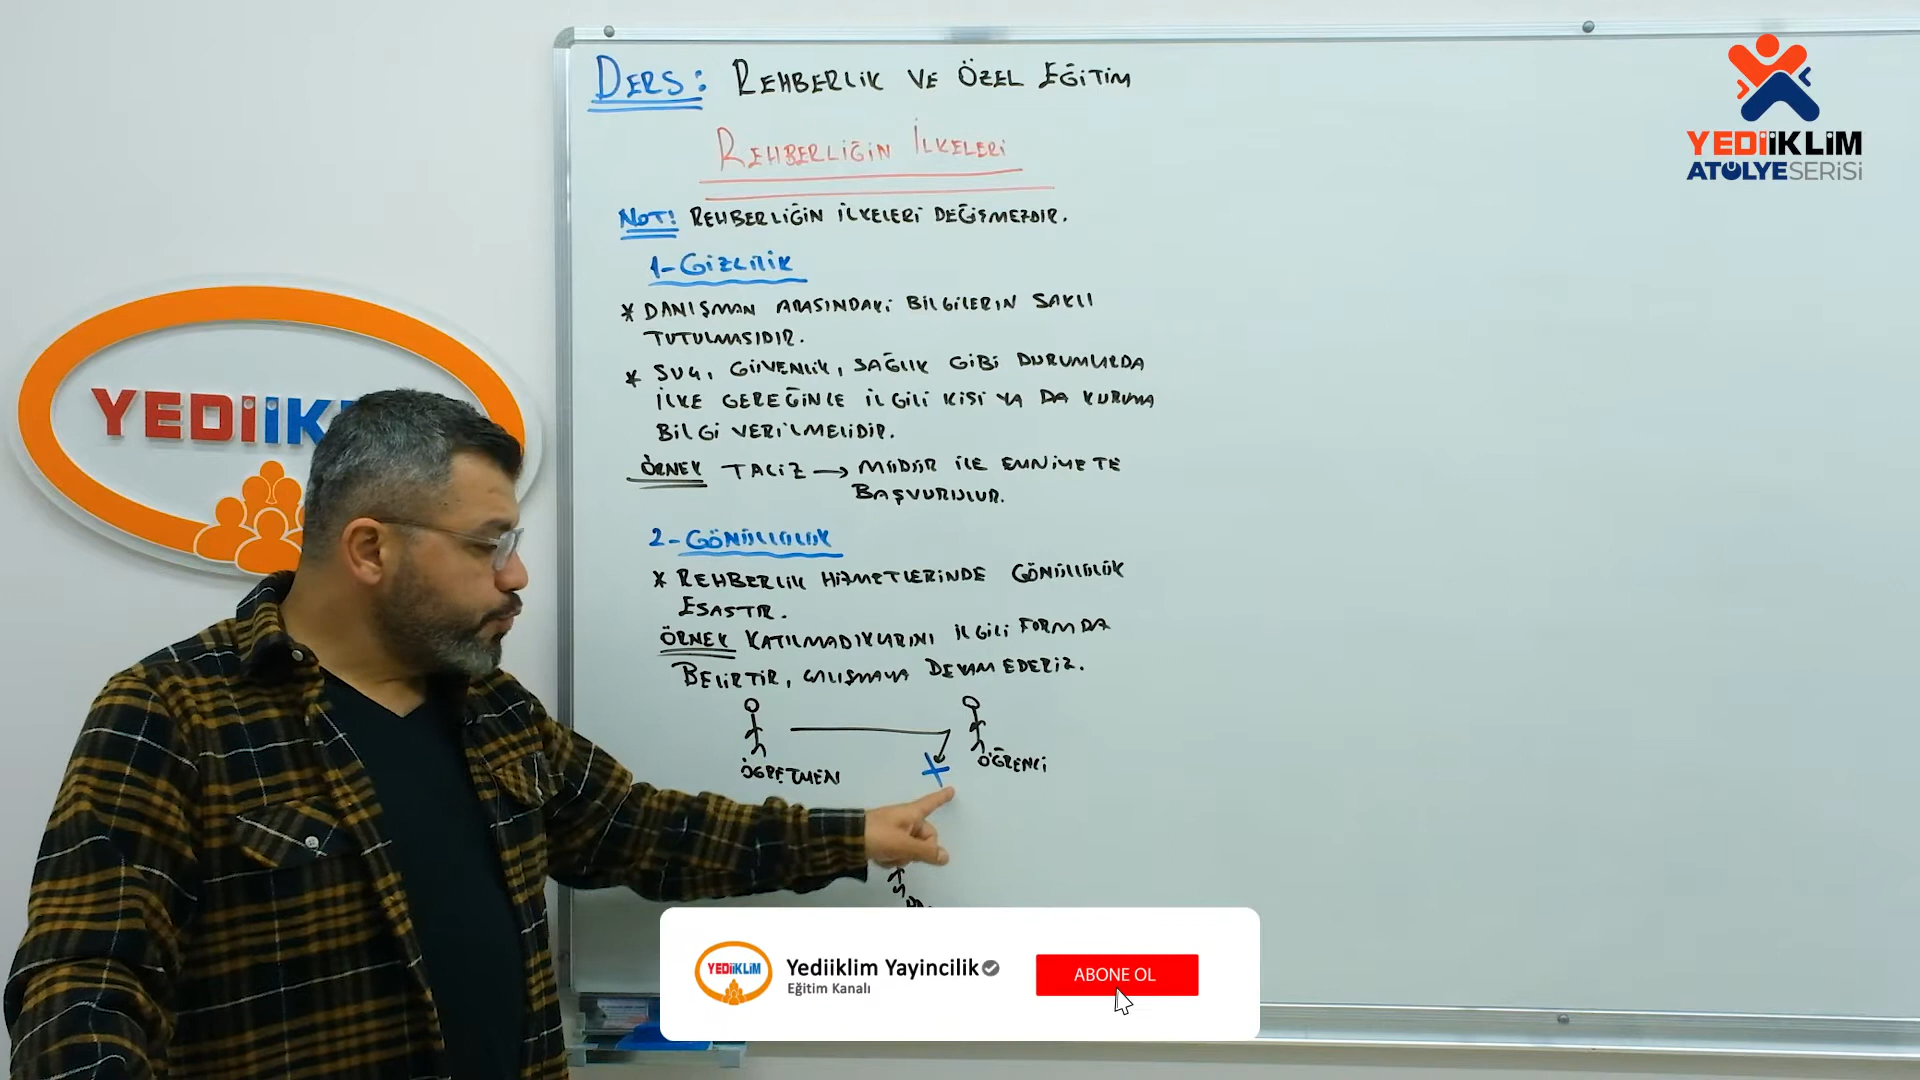 DERS: REHBERLİK VE ÖZEL EĞİTİM
REHBERLİĞİN İLKELERİ
NOT! REHBERLİĞİN İLKELERİ DEĞİŞMEZDİR.
1-GİZLİLİK
* DANIŞMAN ARASINDAKİ BİLGİLERİN SAKLI
TUTULMASIDIR.
* SUÇ, GÜVENLİK, SAĞLIK GİBİ DURUMLARDA
İLKE GEREĞİNCE İLGİLİ KİŞİ YA DA KURUMA
BİLGİ VERİLMELİDİR.
ÖRNEK TACİZ → MÜDÜR İLE EMNİYETE
BAŞVURULUR.
2-GÖNÜLLÜLÜK
* REHBERLİK HİZMETLERİNDE GÖNÜLLÜLÜK
ESASTIR.
ÖRNEK KATILMADIKLARINI İLGİLİ FORMDA
BELİRTİR, ÇALIŞMAYA DEVAM EDERİZ.
ÖĞRETMEN
ÖĞRENCİ
YEDİİKLİM
ATÖLYESERİSİ
YEDİİK
YEDİİKLİM
Yediiklim Yayincilik
Eğitim Kanalı
ABONE OL